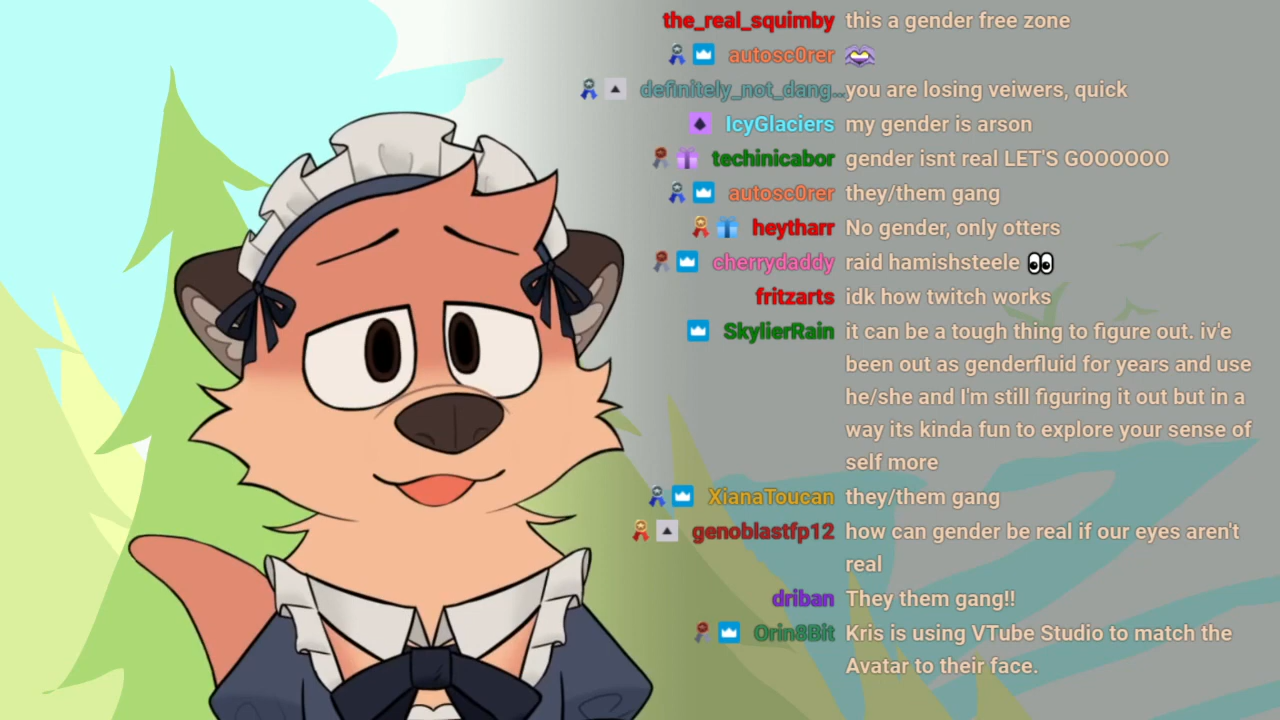 the_real_squimby this a gender free zone
autosc0rer
definitely_not_dang... you are losing veiwers, quick
IcyGlaciers my gender is arson
techinicabor gender isnt real LET'S GOOOOOO
autosc0rer they/them gang
heytharr No gender, only otters
cherrydaddy raid hamishsteele 👀
fritzarts idk how twitch works
SkylierRain it can be a tough thing to figure out. iv'e
been out as genderfluid for years and use
he/she and I'm still figuring it out but in a
way its kinda fun to explore your sense of
self more
XianaToucan they/them gang
genoblastfp12 how can gender be real if our eyes aren't
real
driban They them gang!!
Orin8Bit Kris is using VTube Studio to match the
Avatar to their face.